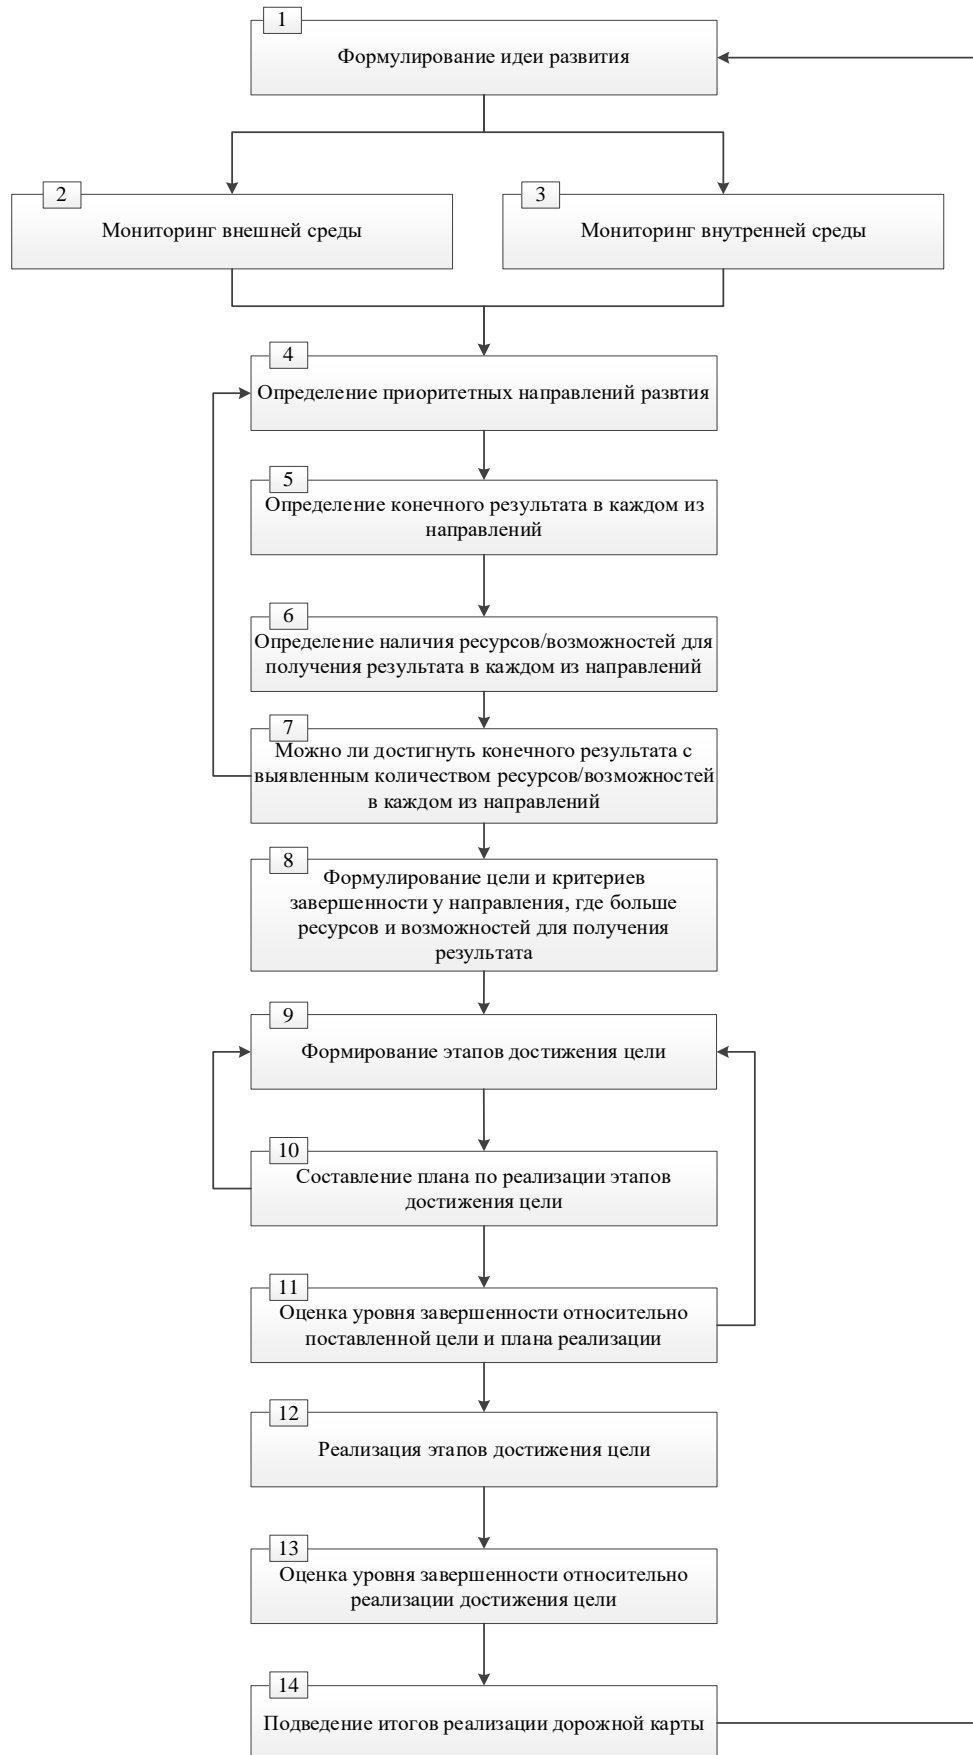 1
Формулирование идеи развития
2
Мониторинг внешней среды
3
Мониторинг внутренней среды
4
Определение приоритетных направлений развтия
5
Определение конечного результата в каждом из
направлений
6
Определение наличия ресурсов/возможностей для
получения результата в каждом из направлений
7
Можно ли достигнуть конечного результата с
выявленным количеством ресурсов/возможностей
в каждом из направлений
8
Формулирование цели и критериев
завершенности у направления, где больше
ресурсов и возможностей для получения
результата
9
Формирование этапов достижения цели
10
Составление плана по реализации этапов
достижения цели
11
Оценка уровня завершенности относительно
поставленной цели и плана реализации
12
Реализация этапов достижения цели
13
Оценка уровня завершенности относительно
реализации достижения цели
14
Подведение итогов реализации дорожной карты